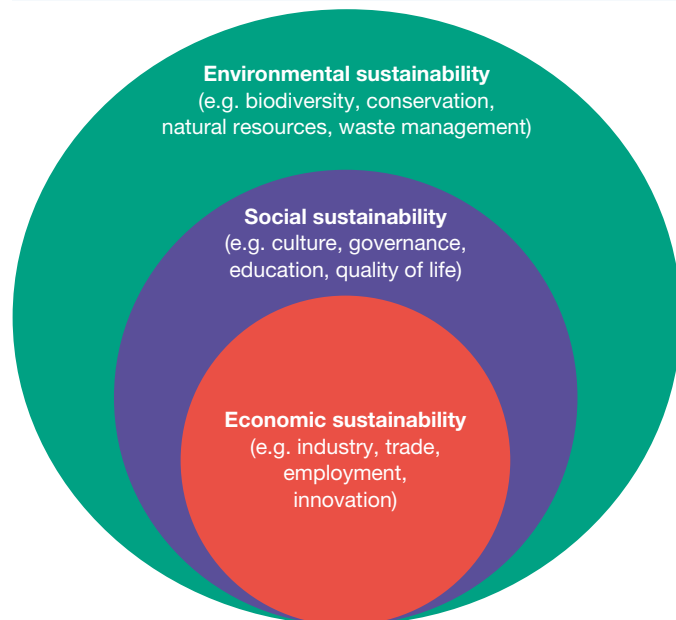 Environmental sustainability
(e.g. biodiversity, conservation,
natural resources, waste management)
Social sustainability
(e.g. culture, governance,
education, quality of life)
Economic sustainability
(e.g. industry, trade,
employment,
innovation)